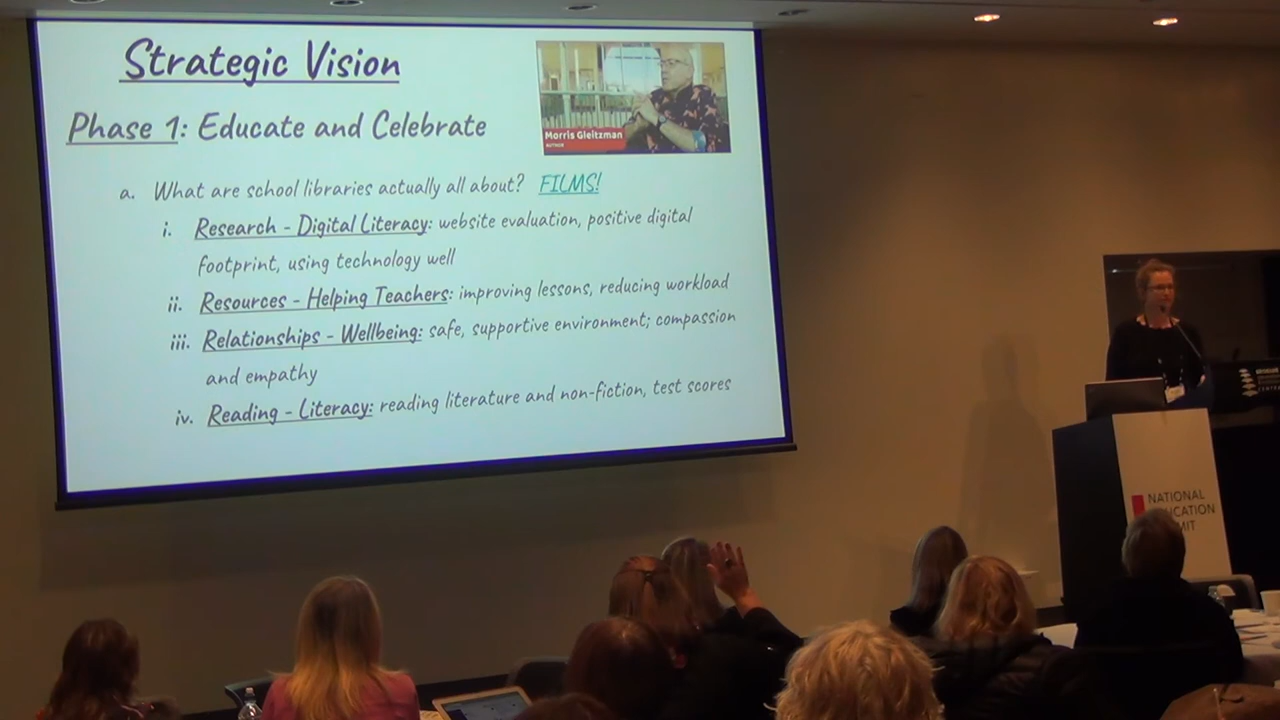 Strategic Vision
Phase 1: Educate and Celebrate
Morris Gleitzman
AUTHOR
a. What are school libraries actually all about? FILMS!
i. Research - Digital Literacy: website evaluation, positive digital
footprint, using technology well
ii. Resources - Helping Teachers: improving lessons, reducing workload
iii. Relationships - Wellbeing: safe, supportive environment; compassion
and empathy
iv. Reading - Literacy: reading literature and non-fiction, test scores
NATIONAL